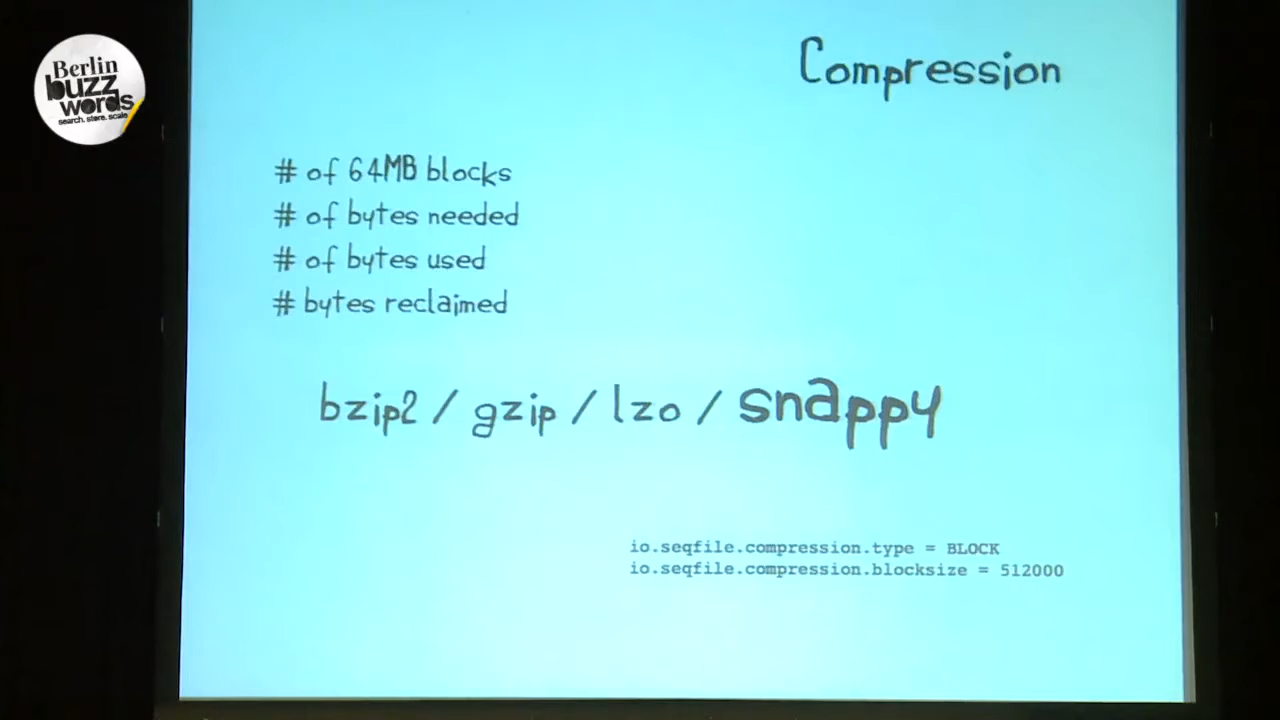 Berlin
buzz
words
search. store. scale
Compression
# of 64MB blocks
# of bytes needed
# of bytes used
# bytes reclaimed
bzip2 / gzip / lzo / snappy
io.seqfile.compression.type = BLOCK
io.seqfile.compression.blocksize = 512000